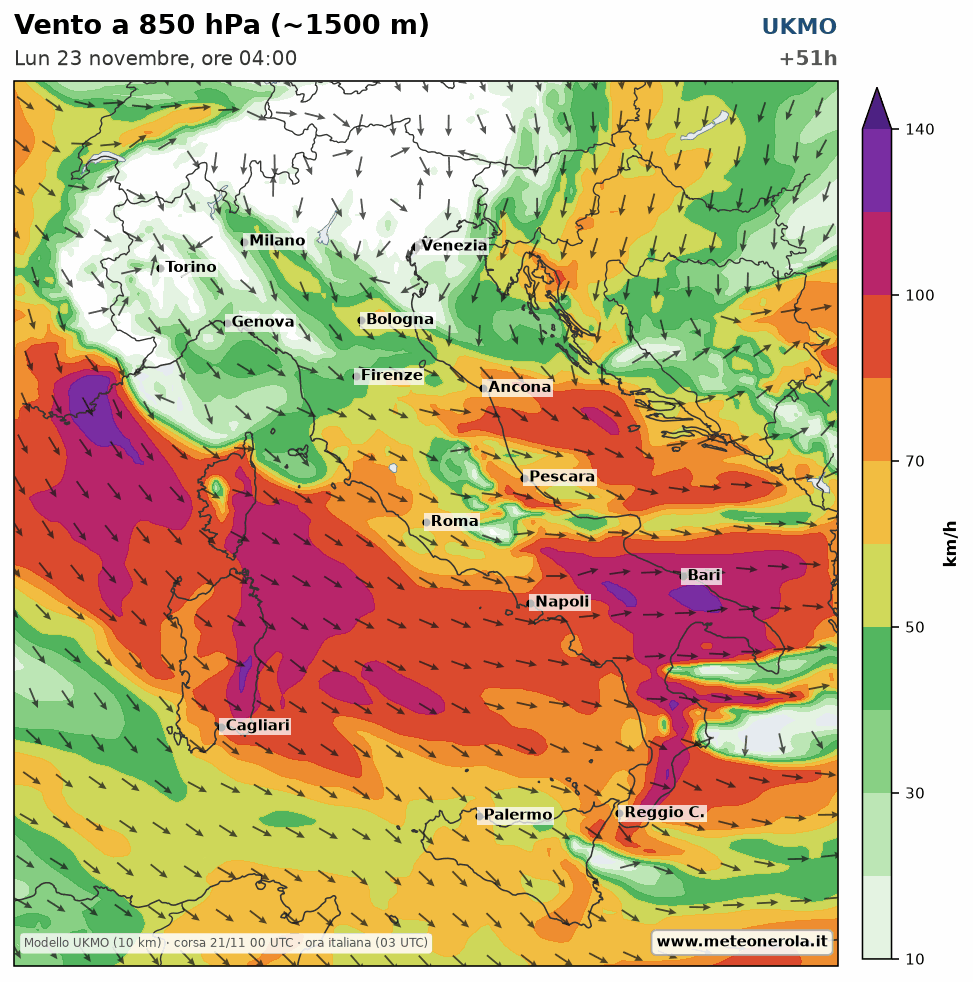 Vento a 850 hPa (~1500 m)
UKMO
Lun 23 novembre, ore 04:00
+51h
140
Milano
Venezia
Torino
100
Genova
Bologna
Firenze
Ancona
70
Pescara
Roma
km/h
Bari
Napoli
50
Cagliari
30
Palermo
Reggio C.
Modello UKMO (10 km) · corsa 21/11 00 UTC · ora italiana (03 UTC)
www.meteonerola.it
10